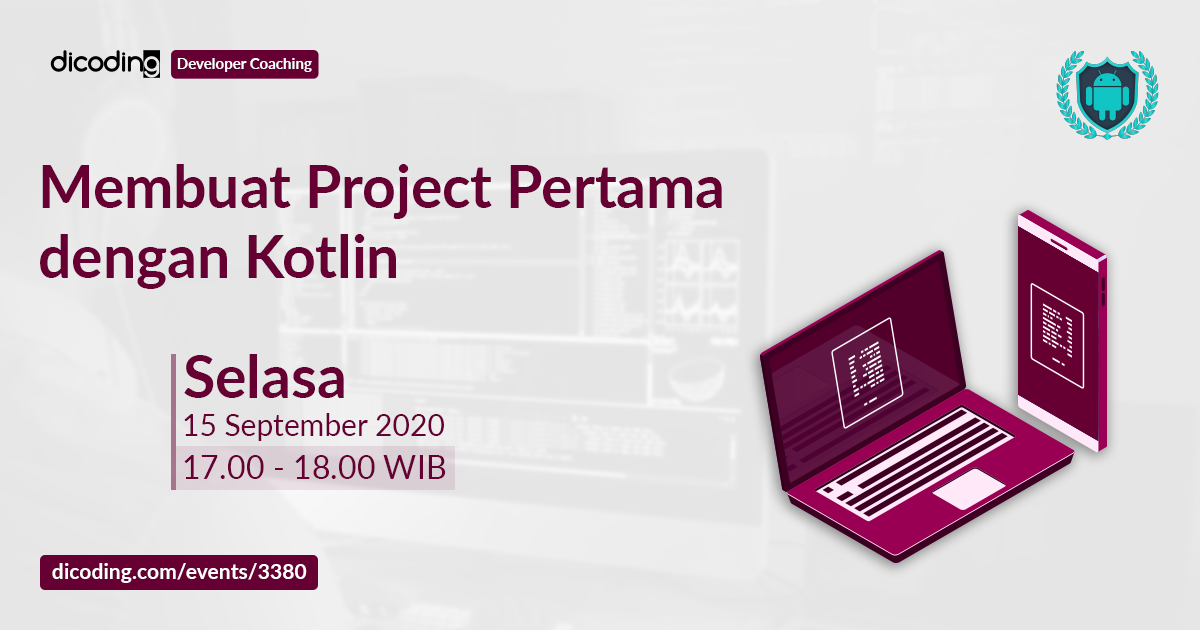 dicoding Developer Coaching
Membuat Project Pertama
dengan Kotlin
Selasa
15 September 2020
17.00 - 18.00 WIB
dicoding.com/events/3380